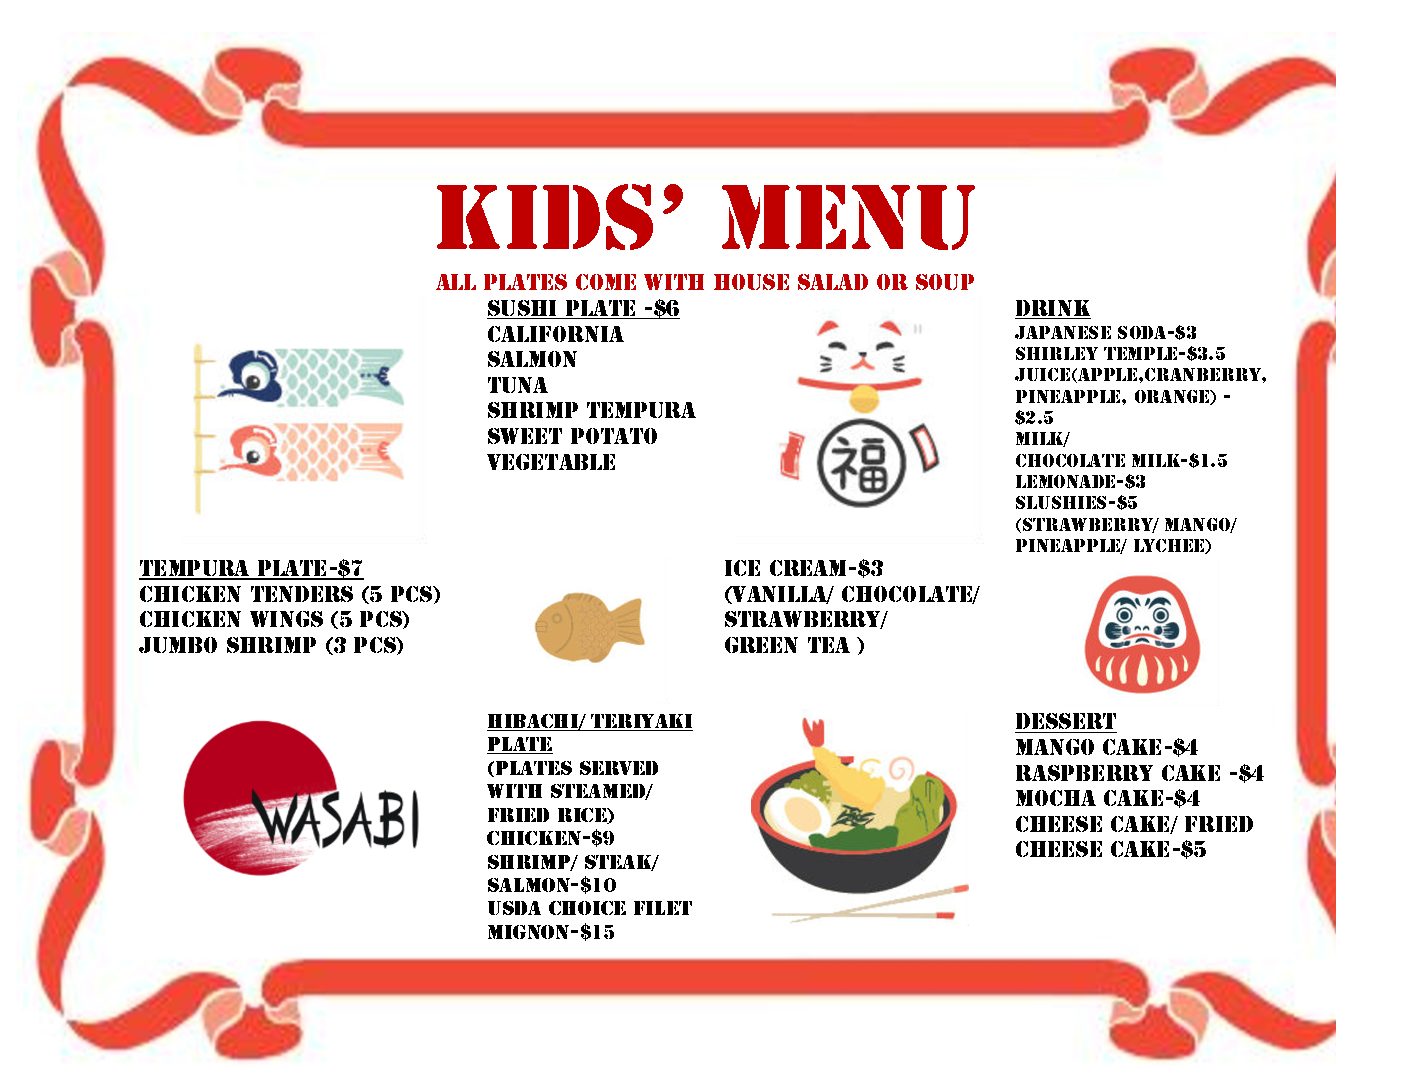 KIDS' MENU
ALL PLATES COME WITH HOUSE SALAD OR SOUP
SUSHI PLATE -$6
CALIFORNIA
SALMON
TUNA
SHRIMP TEMPURA
SWEET POTATO
VEGETABLE
福
DRINK
JAPANESE SODA-$3
SHIRLEY TEMPLE-$3.5
JUICE(APPLE,CRANBERRY,
PINEAPPLE, ORANGE) -
$2.5
MILK/
CHOCOLATE MILK-$1.5
LEMONADE-$3
SLUSHIES-$5
(STRAWBERRY/ MANGO/
PINEAPPLE/ LYCHEE)
TEMPURA PLATE-$7
CHICKEN TENDERS (5 PCS)
CHICKEN WINGS (5 PCS)
JUMBO SHRIMP (3 PCS)
ICE CREAM-$3
(VANILLA/ CHOCOLATE/
STRAWBERRY/
GREEN TEA )
WASABI
HIBACHI/ TERIYAKI
PLATE
(PLATES SERVED
WITH STEAMED/
FRIED RICE)
CHICKEN-$9
SHRIMP/ STEAK/
SALMON-$10
USDA CHOICE FILET
MIGNON-$15
DESSERT
MANGO CAKE-$4
RASPBERRY CAKE -$4
MOCHA CAKE-$4
CHEESE CAKE/ FRIED
CHEESE CAKE-$5